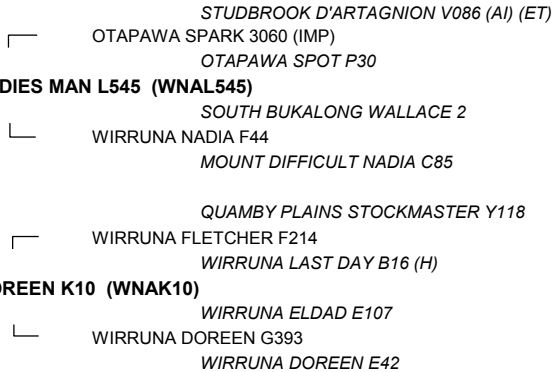 STUDBROOK D'ARTAGNION V086 (AI) (ET)
OTAPAWA SPARK 3060 (IMP)
OTAPAWA SPOT P30
DIES MAN L545 (WNAL545)
SOUTH BUKALONG WALLACE 2
WIRRUNA NADIA F44
MOUNT DIFFICULT NADIA C85
QUAMBY PLAINS STOCKMASTER Y118
WIRRUNA FLETCHER F214
WIRRUNA LAST DAY B16 (H)
OREEN K10 (WNAK10)
WIRRUNA ELDAD E107
WIRRUNA DOREEN G393
WIRRUNA DOREEN E42